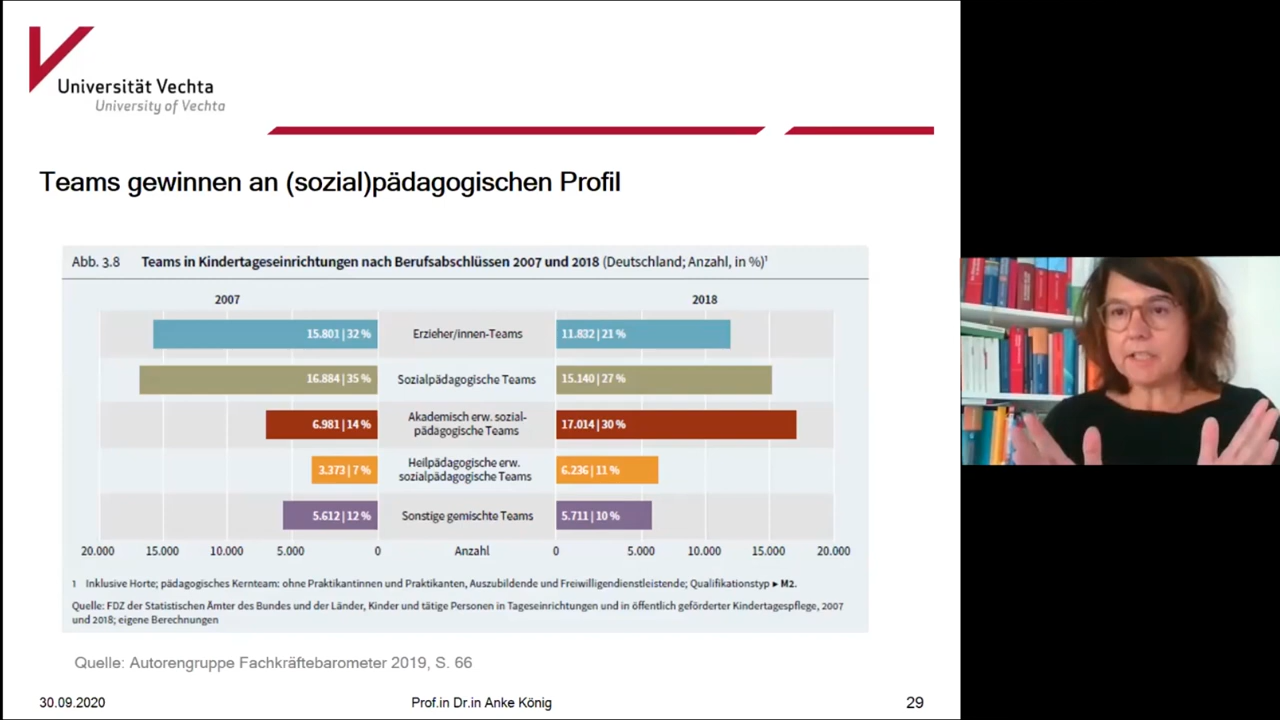 Universität Vechta
University of Vechta
Teams gewinnen an (sozial)pädagogischen Profil
Abb. 3.8 Teams in Kindertageseinrichtungen nach Berufsabschlüssen 2007 und 2018 (Deutschland; Anzahl, in %)¹
2007 2018
15.801 | 32 % Erzieher/innen-Teams 11.832 | 21 %
16.884 | 35 % Sozialpädagogische Teams 15.140 | 27 %
6.981 | 14 % Akademisch erw. sozial-
pädagogische Teams 17.014 | 30 %
3.373 | 7 % Heilpädagogische erw.
sozialpädagogische Teams 6.236 | 11 %
5.612 | 12 % Sonstige gemischte Teams 5.711 | 10 %
20.000 15.000 10.000 5.000 0 Anzahl 0 5.000 10.000 15.000 20.000
1 Inklusive Horte; pädagogisches Kernteam: ohne Praktikantinnen und Praktikanten, Auszubildende und Freiwilligendienstleistende; Qualifikationstyp ▸ M2.
Quelle: FDZ der Statistischen Ämter des Bundes und der Länder, Kinder und tätige Personen in Tageseinrichtungen und in öffentlich geförderter Kindertagespflege, 2007
und 2018; eigene Berechnungen
Quelle: Autorengruppe Fachkräftebarometer 2019, S. 66
30.09.2020 Prof.in Dr.in Anke König 29